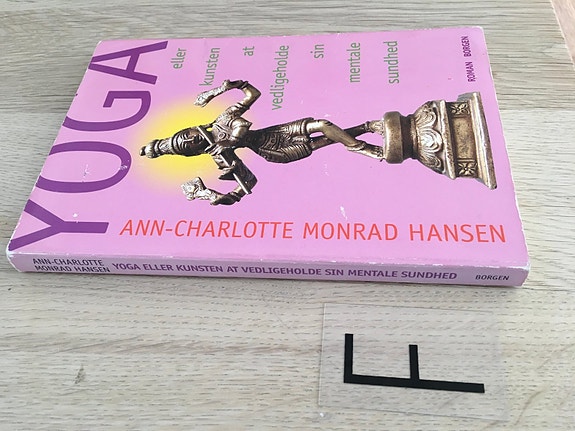 YOGA
eller
kunsten
at
vedligeholde
sin
mentale
sundhed
ROMAN BORGEN
ANN-CHARLOTTE MONRAD HANSEN
ANN-CHARLOTTE
MONRAD HANSEN
YOGA ELLER KUNSTEN AT VEDLIGEHOLDE SIN MENTALE SUNDHED
BORGEN
F